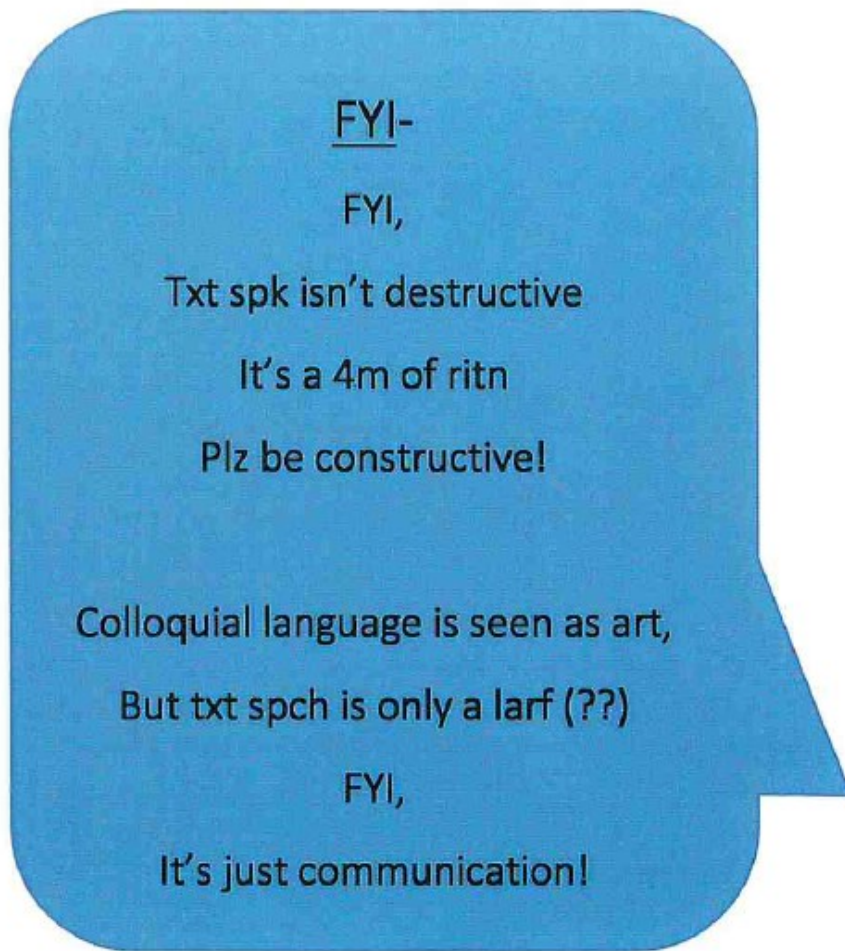 FYI-
FYI,
Txt spk isn't destructive
It's a 4m of ritn
Plz be constructive!
Colloquial language is seen as art,
But txt spch is only a larf (??)
FYI,
It's just communication!